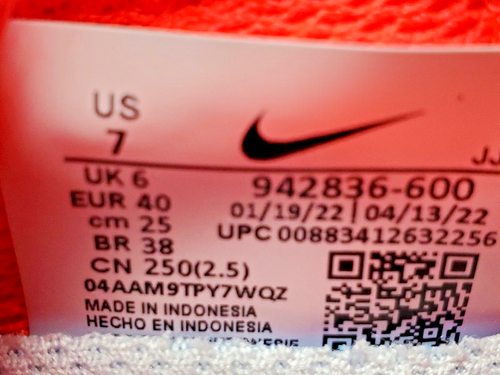 US
7
UK 6
EUR 40
cm 25
BR 38
CN 250(2.5)
04AAM9TPY7WQZ
MADE IN INDONESIA
HECHO EN INDONESIA
JJ
942836-600
01/19/22 | 04/13/22
UPC 00883412632256